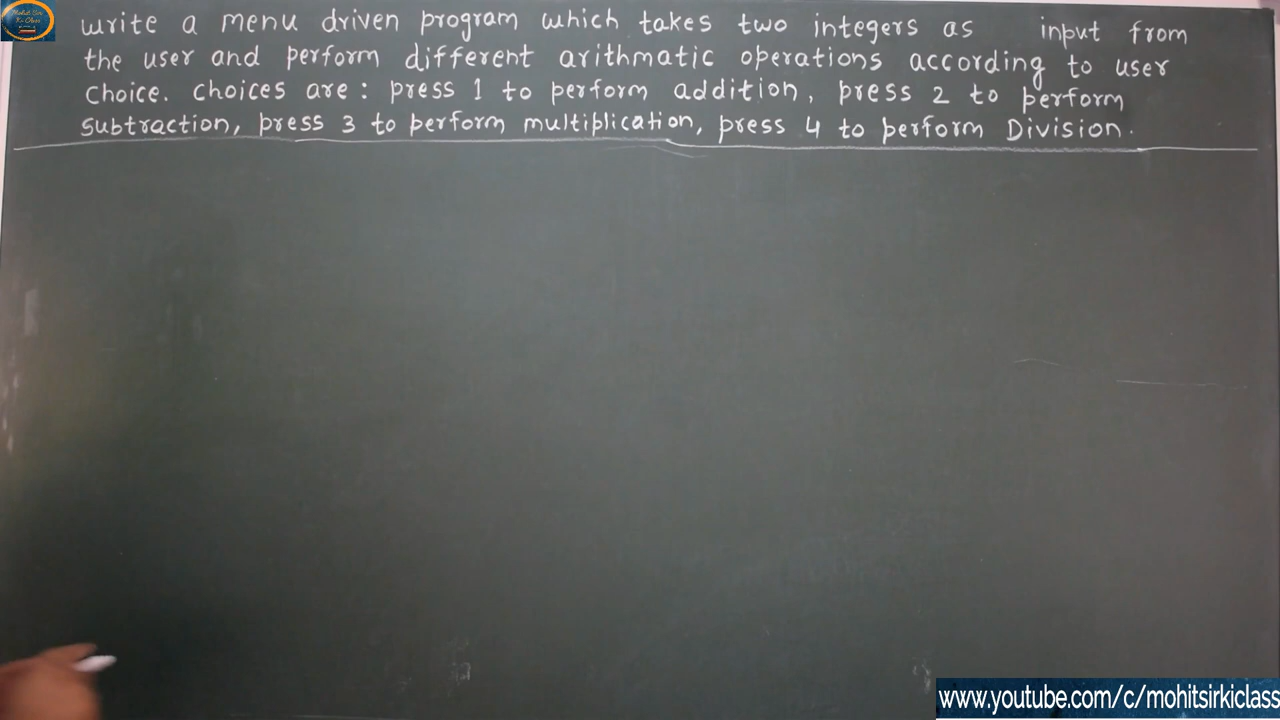 write a menu driven program which takes two integers as input from
the user and perform different arithmatic operations according to user
choice. choices are : press 1 to perform addition, press 2 to perform
subtraction, press 3 to perform multiplication, press 4 to perform Division.
www.youtube.com/c/mohitsirkiclass